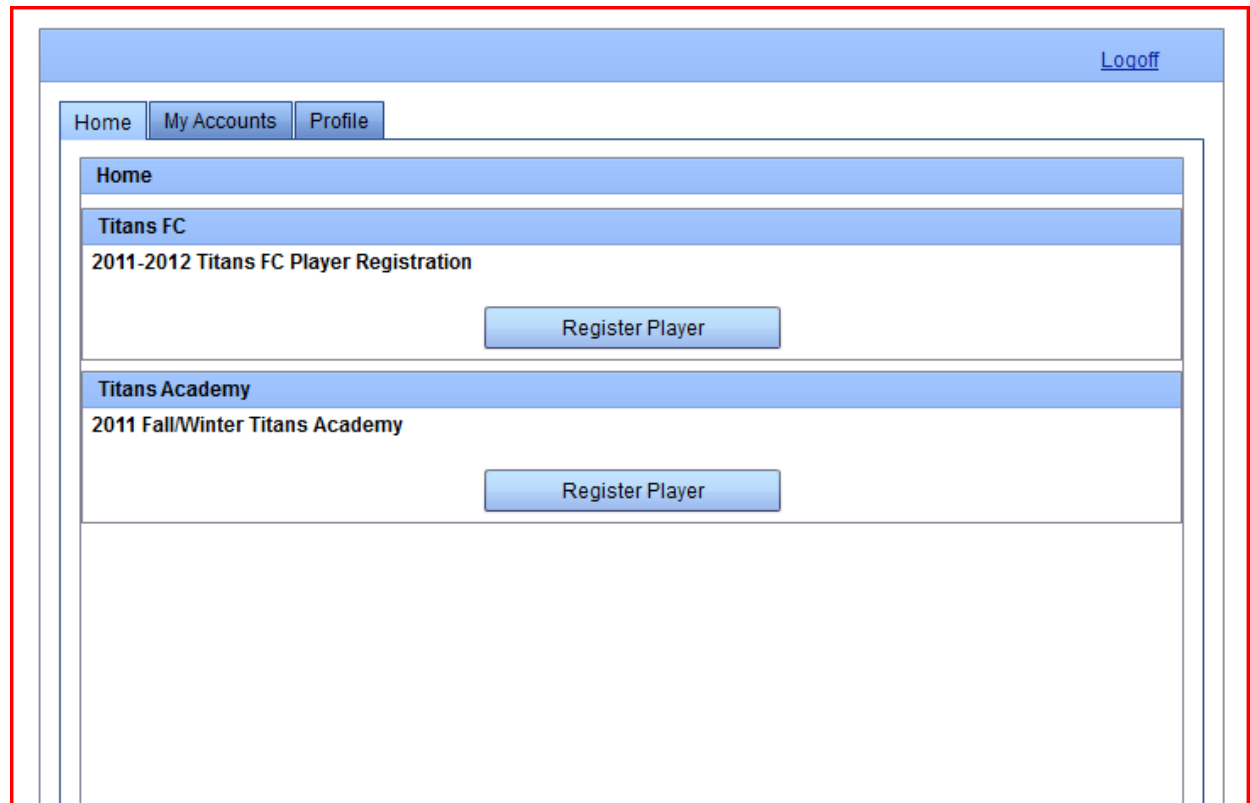 Logoff
Home My Accounts Profile
Home
Titans FC
2011-2012 Titans FC Player Registration
Register Player
Titans Academy
2011 Fall/Winter Titans Academy
Register Player